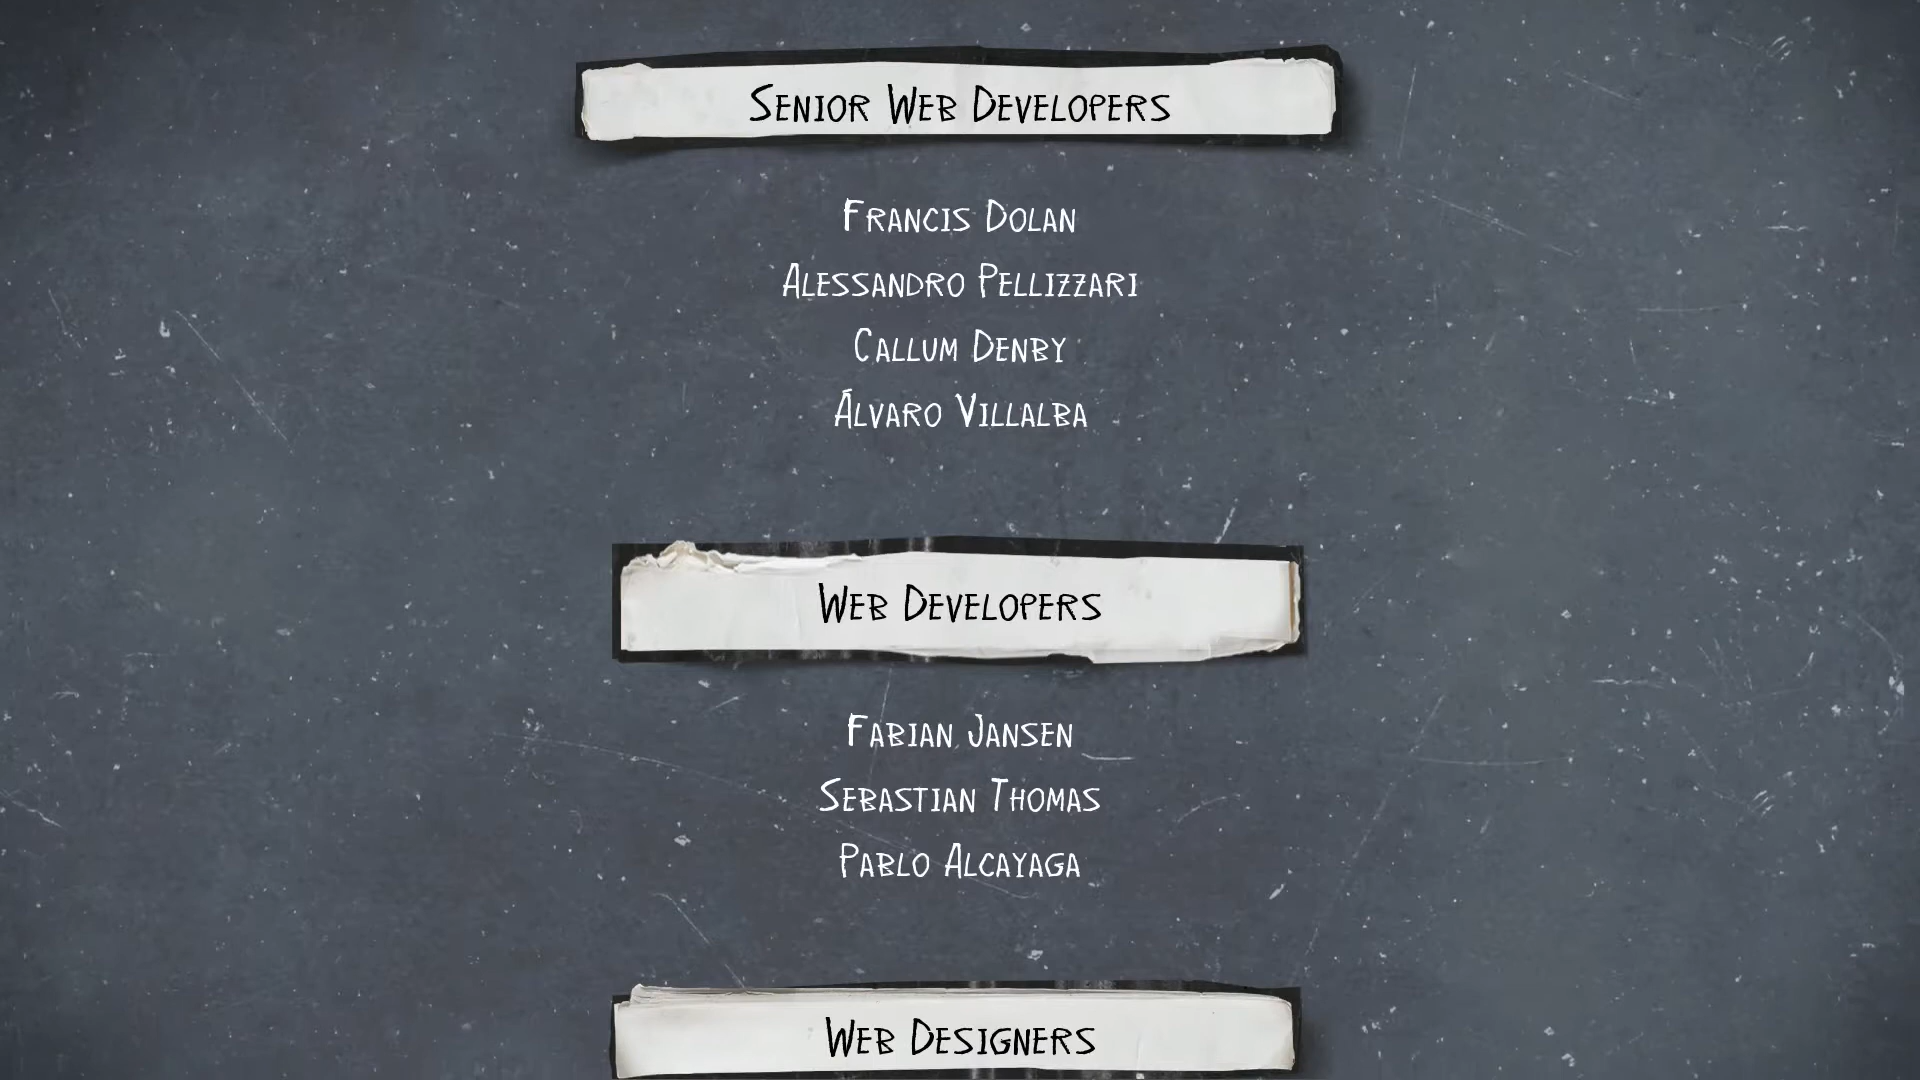 Senior Web Developers
Francis Dolan
Alessandro Pellizzari
Callum Denby
Álvaro Villalba
Web Developers
Fabian Jansen
Sebastian Thomas
Pablo Alcayaga
Web Designers